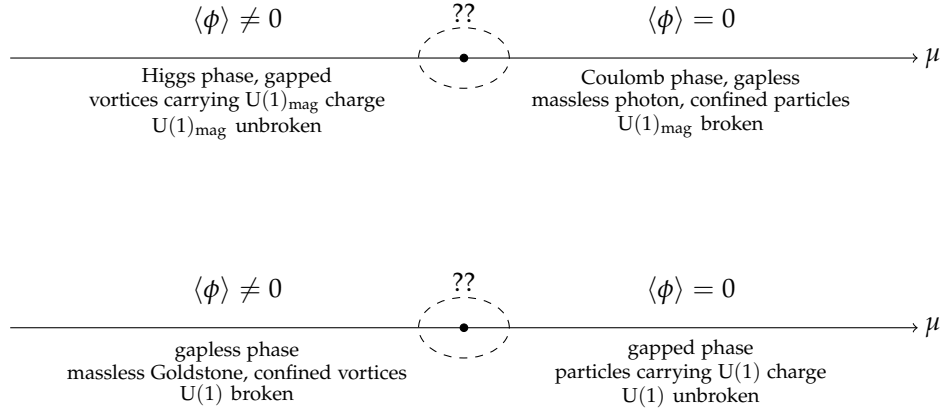 ⟨ϕ⟩ ≠ 0 ?? ⟨ϕ⟩ = 0
μ
Higgs phase, gapped
vortices carrying U(1)mag charge
U(1)mag unbroken
Coulomb phase, gapless
massless photon, confined particles
U(1)mag broken
⟨ϕ⟩ ≠ 0 ?? ⟨ϕ⟩ = 0
μ
gapless phase
massless Goldstone, confined vortices
U(1) broken
gapped phase
particles carrying U(1) charge
U(1) unbroken